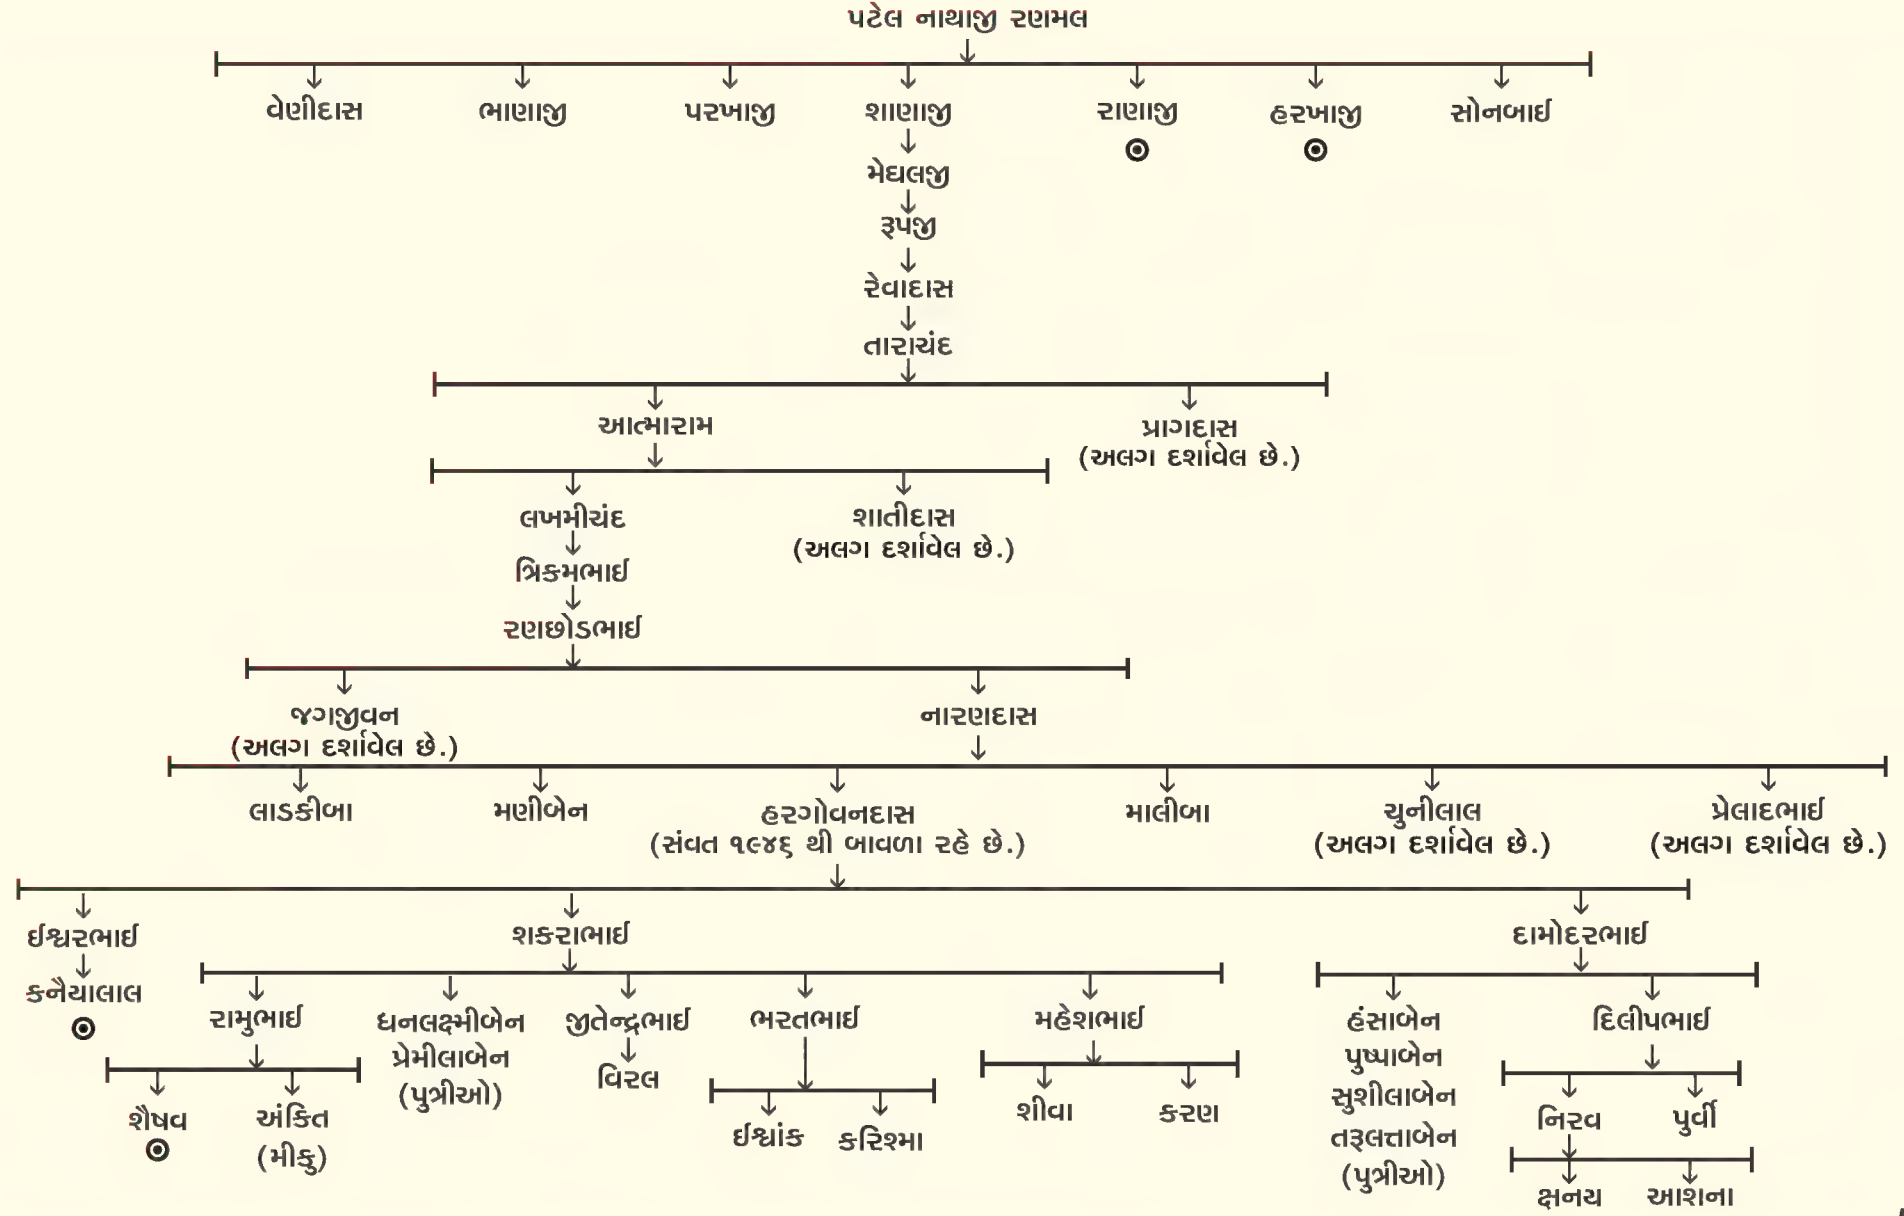 પટેલ નાથાજી રણમલ
વેણીદાસ ભાણાજી પરખાજી શાણાજી રાણાજી હરખાજી સોનબાઈ
મેઘલજી
રૂપજી
રેવાદાસ
તારાચંદ
આત્મારામ પ્રાગદાસ
(અલગ દર્શાવેલ છે.)
લખમીચંદ શાતીદાસ
(અલગ દર્શાવેલ છે.)
ત્રિકમભાઈ
રણછોડભાઈ
જગજીવન નારણદાસ
(અલગ દર્શાવેલ છે.)
લાડકીબા મણીબેન હરગોવનદાસ માલીબા ચુનીલાલ પ્રેલાદભાઈ
(સંવત ૧૯૪૬ થી બાવળા રહે છે.) (અલગ દર્શાવેલ છે.) (અલગ દર્શાવેલ છે.)
ઈશ્વરભાઈ શકરાભાઈ દામોદરભાઈ
કનૈયાલાલ
રામુભાઈ ધનલક્ષ્મીબેન જીતેન્દ્રભાઈ ભરતભાઈ મહેશભાઈ હંસાબેન દિલીપભાઈ
પ્રેમીલાબેન પુષ્પાબેન
(પુત્રીઓ) વિરલ સુશીલાબેન
શૈષવ અંકિત શીવા કરણ નિરવ પુર્વી
ઈશ્વાંક કરિશ્મા તરૂલત્તાબેન
(મીકુ) (પુત્રીઓ)
ક્ષનય આશના